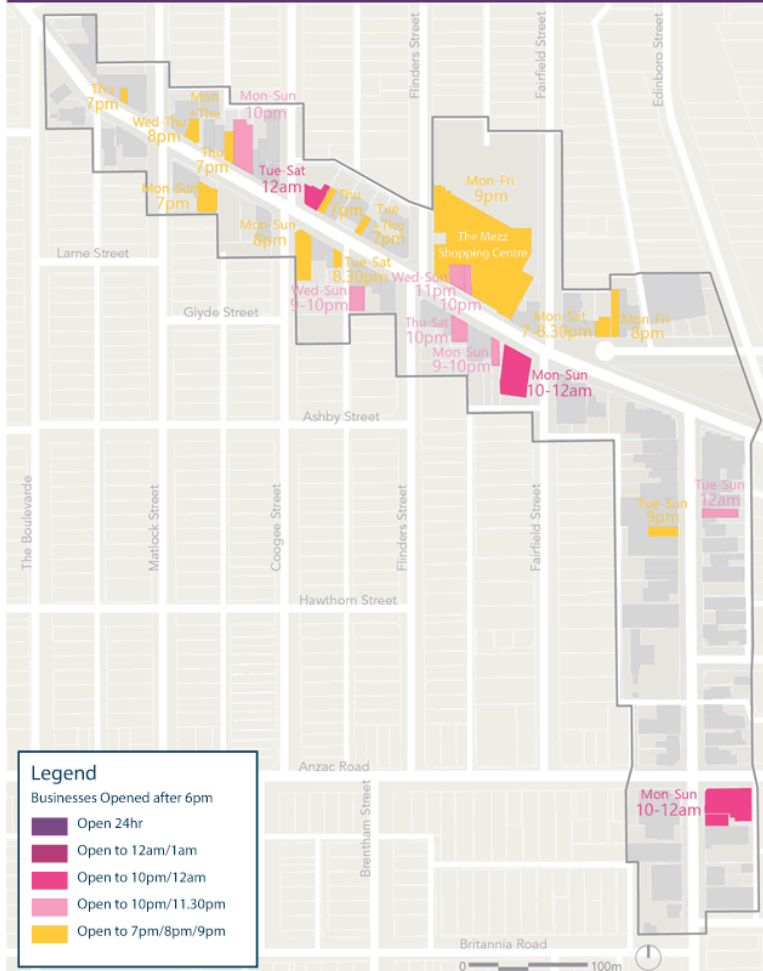 Flinders Street
Fairfield Street
Edinboro Street
Thu
7pm
Wed-Thu
8pm
Mon
+
Thu
Thu
7pm
Mon-Sun
10pm
Tue-Sat
12am
Mon-Sun
7pm
Thu
7pm
Tue
+Thu
7pm
Mon-Fri
9pm
The Mezz
Shopping Centre
Mon-Sun
8pm
Tue-Sat
8.30pm
Wed-Sun
9-10pm
Wed-Sun
11pm
10pm
Thu-Sat
10pm
Mon-Sun
9-10pm
Mon-Sat
7-8.30pm
Mon-Fri
8pm
Mon-Sun
10-12am
Larne Street
Glyde Street
Ashby Street
The Boulevarde
Matlock Street
Coogee Street
Flinders Street
Fairfield Street
Tue-Sun
9pm
Tue-Sun
12am
Hawthorn Street
Anzac Road
Mon-Sun
10-12am
Brentham Street
Britannia Road
0
100m
Legend
Businesses Opened after 6pm
Open 24hr
Open to 12am/1am
Open to 10pm/12am
Open to 10pm/11.30pm
Open to 7pm/8pm/9pm